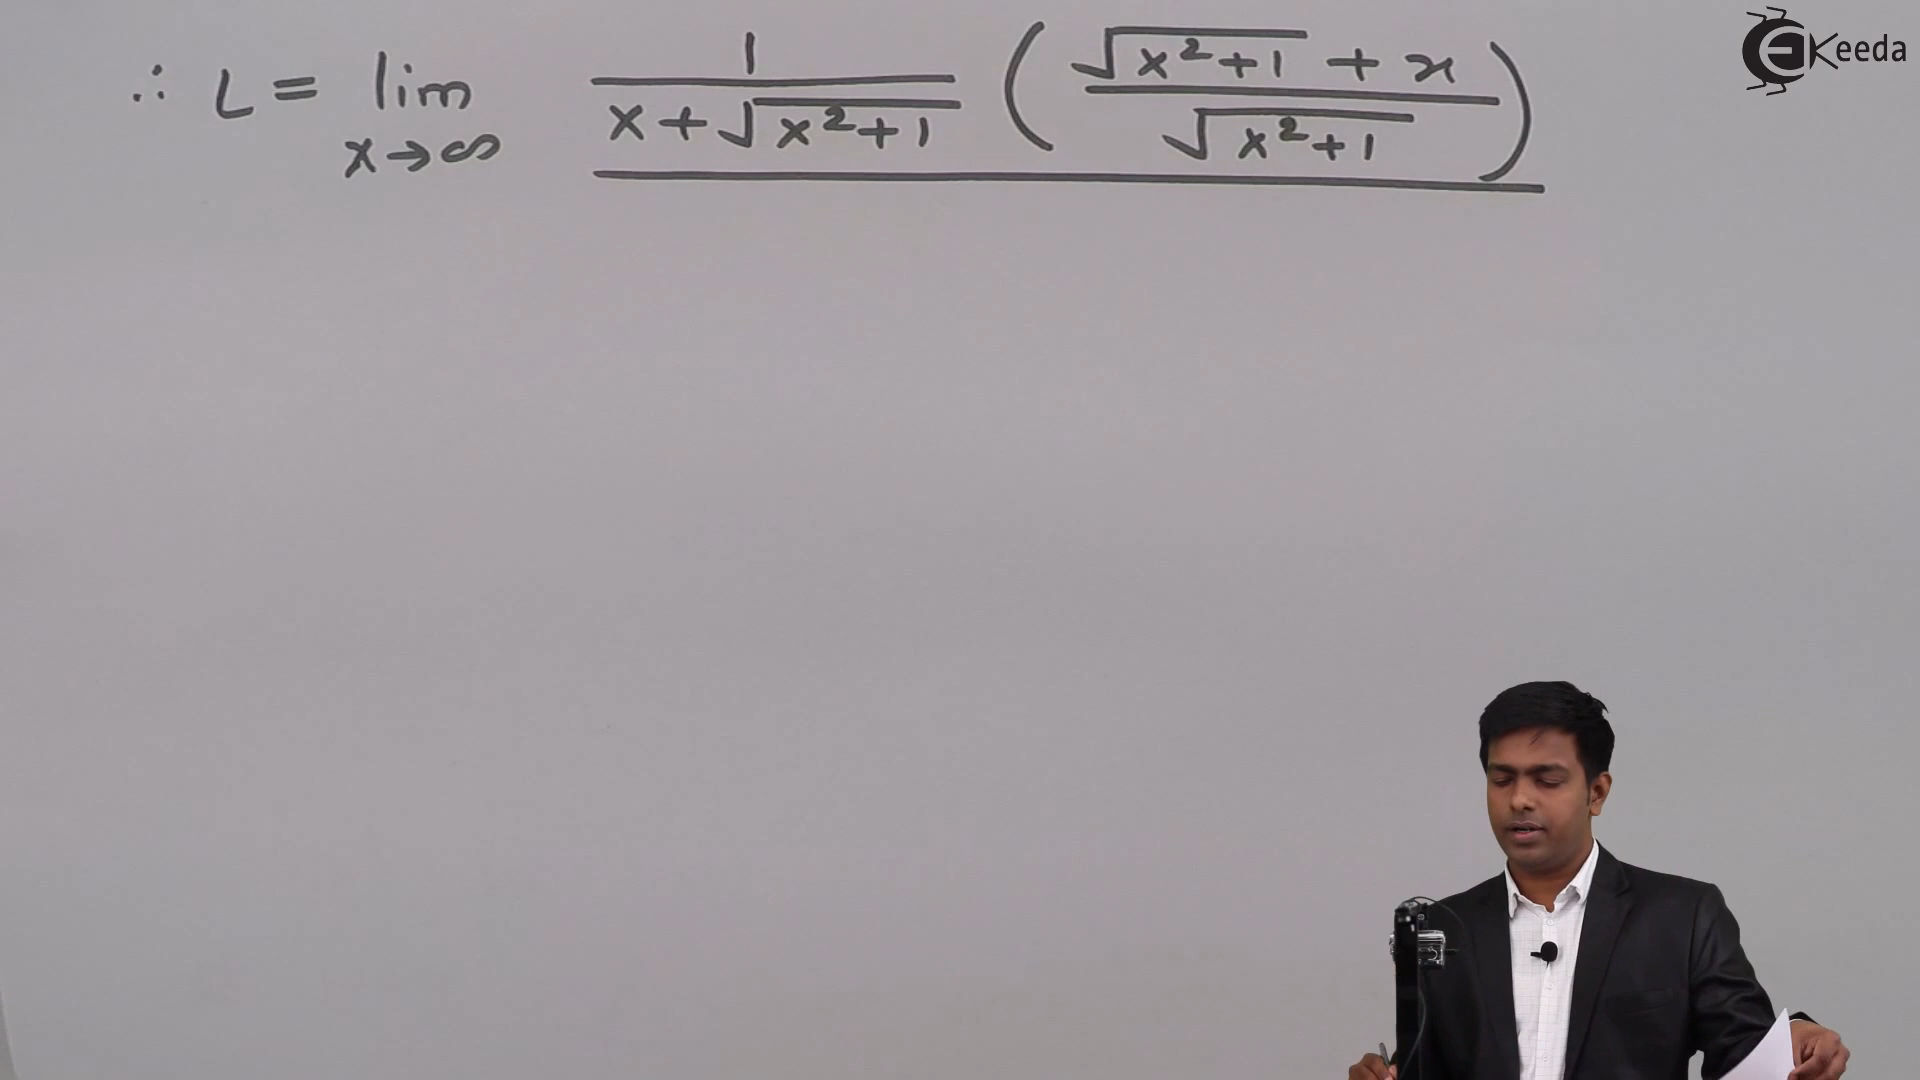 Keeda
∴ L = lim x→∞ 1/(x+√(x²+1)) ((√(x²+1) + x)/√(x²+1))